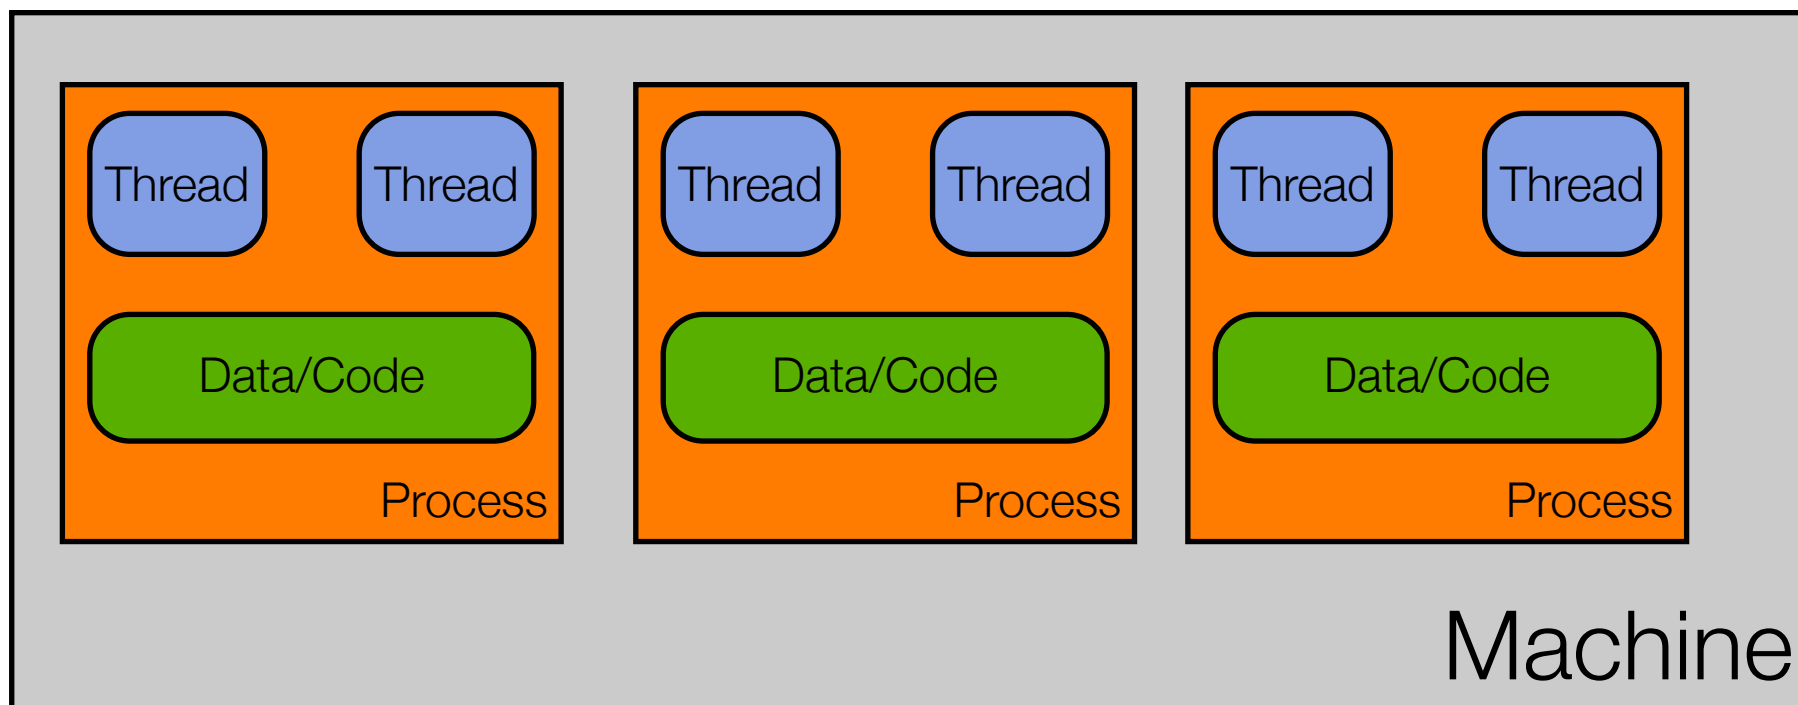 Thread Thread Thread Thread Thread Thread
Data/Code Data/Code Data/Code
Process Process Process
Machine